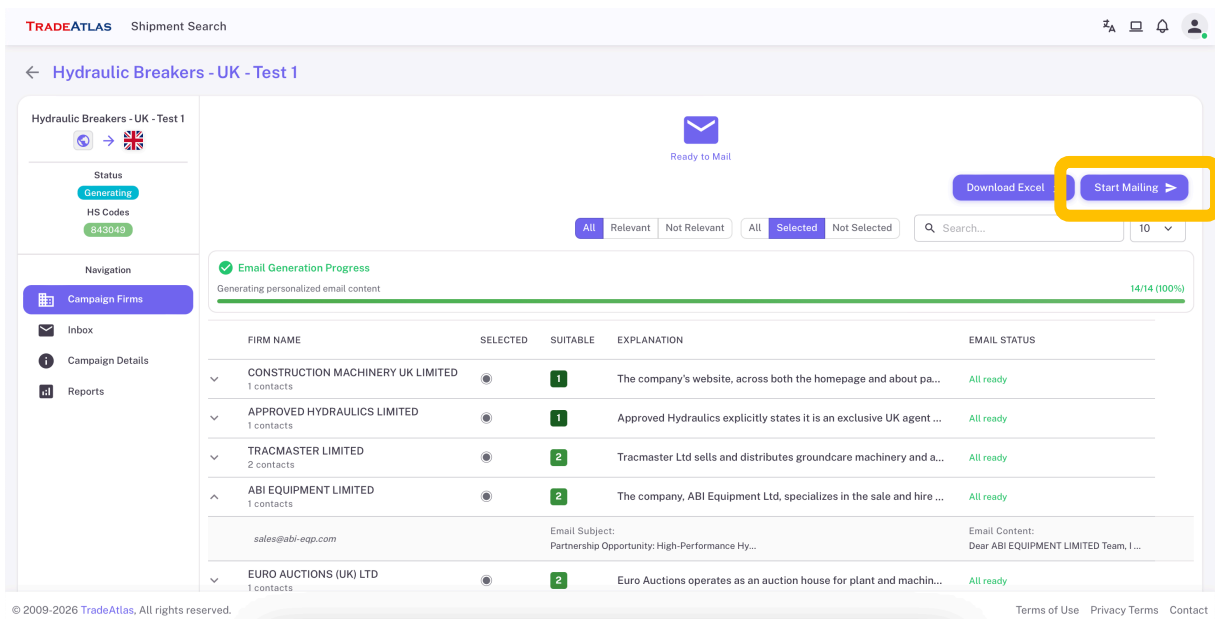 TRADEATLAS Shipment Search
Hydraulic Breakers - UK - Test 1
Hydraulic Breakers - UK - Test 1
Status
Generating
HS Codes
843049
Navigation
Campaign Firms
Inbox
Campaign Details
Reports
Ready to Mail
Download Excel
Start Mailing
All Relevant Not Relevant All Selected Not Selected Search... 10
Email Generation Progress
Generating personalized email content 14/14 (100%)
FIRM NAME SELECTED SUITABLE EXPLANATION EMAIL STATUS
CONSTRUCTION MACHINERY UK LIMITED 1 The company's website, across both the homepage and about pa... All ready
1 contacts
APPROVED HYDRAULICS LIMITED 1 Approved Hydraulics explicitly states it is an exclusive UK agent ... All ready
1 contacts
TRACMASTER LIMITED 2 Tracmaster Ltd sells and distributes groundcare machinery and a... All ready
2 contacts
ABI EQUIPMENT LIMITED 2 The company, ABI Equipment Ltd, specializes in the sale and hire ... All ready
1 contacts
sales@abi-eqp.com
Email Subject: Email Content:
Partnership Opportunity: High-Performance Hy... Dear ABI EQUIPMENT LIMITED Team, I ...
EURO AUCTIONS (UK) LTD 2 Euro Auctions operates as an auction house for plant and machin... All ready
1 contacts
© 2009-2026 TradeAtlas, All rights reserved. Terms of Use Privacy Terms Contact